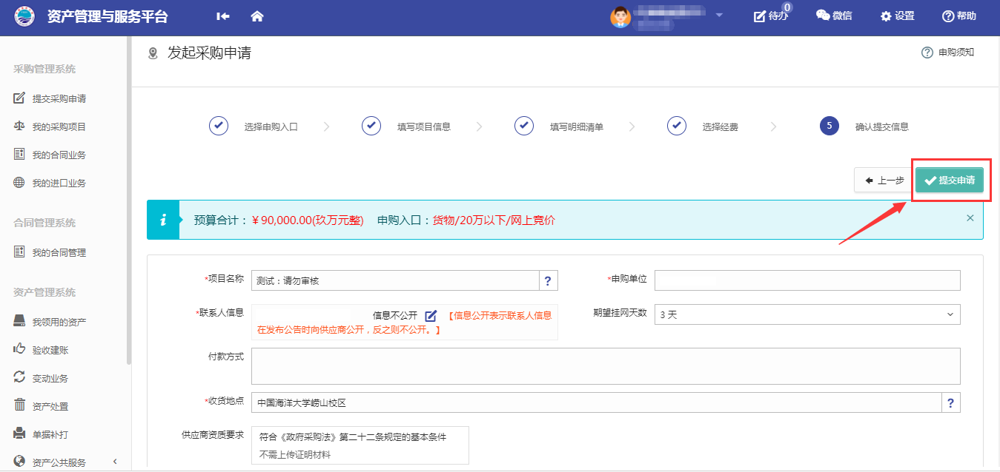 资产管理与服务平台
待办
0
微信
设置
帮助
采购管理系统
提交采购申请
我的采购项目
我的合同业务
我的进口业务
合同管理系统
我的合同管理
资产管理系统
我领用的资产
验收建账
变动业务
资产处置
单据补打
资产公共服务
发起采购申请
申购须知
选择申购入口
填写项目信息
填写明细清单
选择经费
5
确认提交信息
上一步
提交申请
预算合计：￥90,000.00(玖万元整) 申购入口：货物/20万以下/网上竞价
*项目名称
测试：请勿审核
?
*申购单位
*联系人信息
信息不公开 【信息公开表示联系人信息
在发布公告时向供应商公开，反之则不公开。】
期望挂网天数
3 天
付款方式
*收货地点
中国海洋大学崂山校区
?
供应商资质要求
符合《政府采购法》第二十二条规定的基本条件
不需上传证明材料